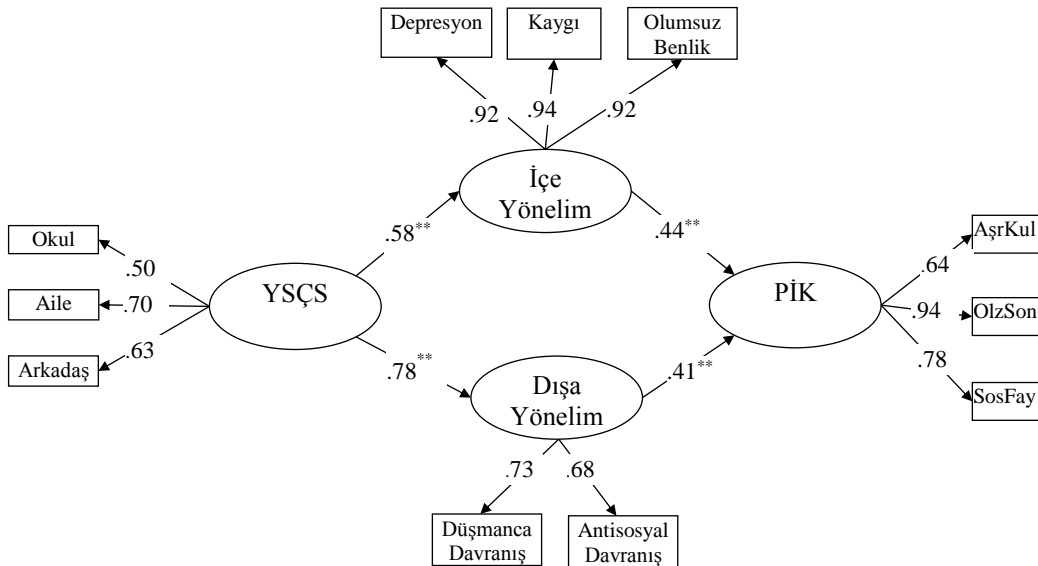 Depresyon
Kaygı
Olumsuz
Benlik
.92
.94
.92
İçe
Yönelim
.58**
.44**
Okul
Aile
Arkadaş
.50
.70
.63
YSÇS
PİK
AşrKul
OlzSon
SosFay
.64
.94
.78
.78**
.41**
Dışa
Yönelim
.73
.68
Düşmanca
Davranış
Antisosyal
Davranış